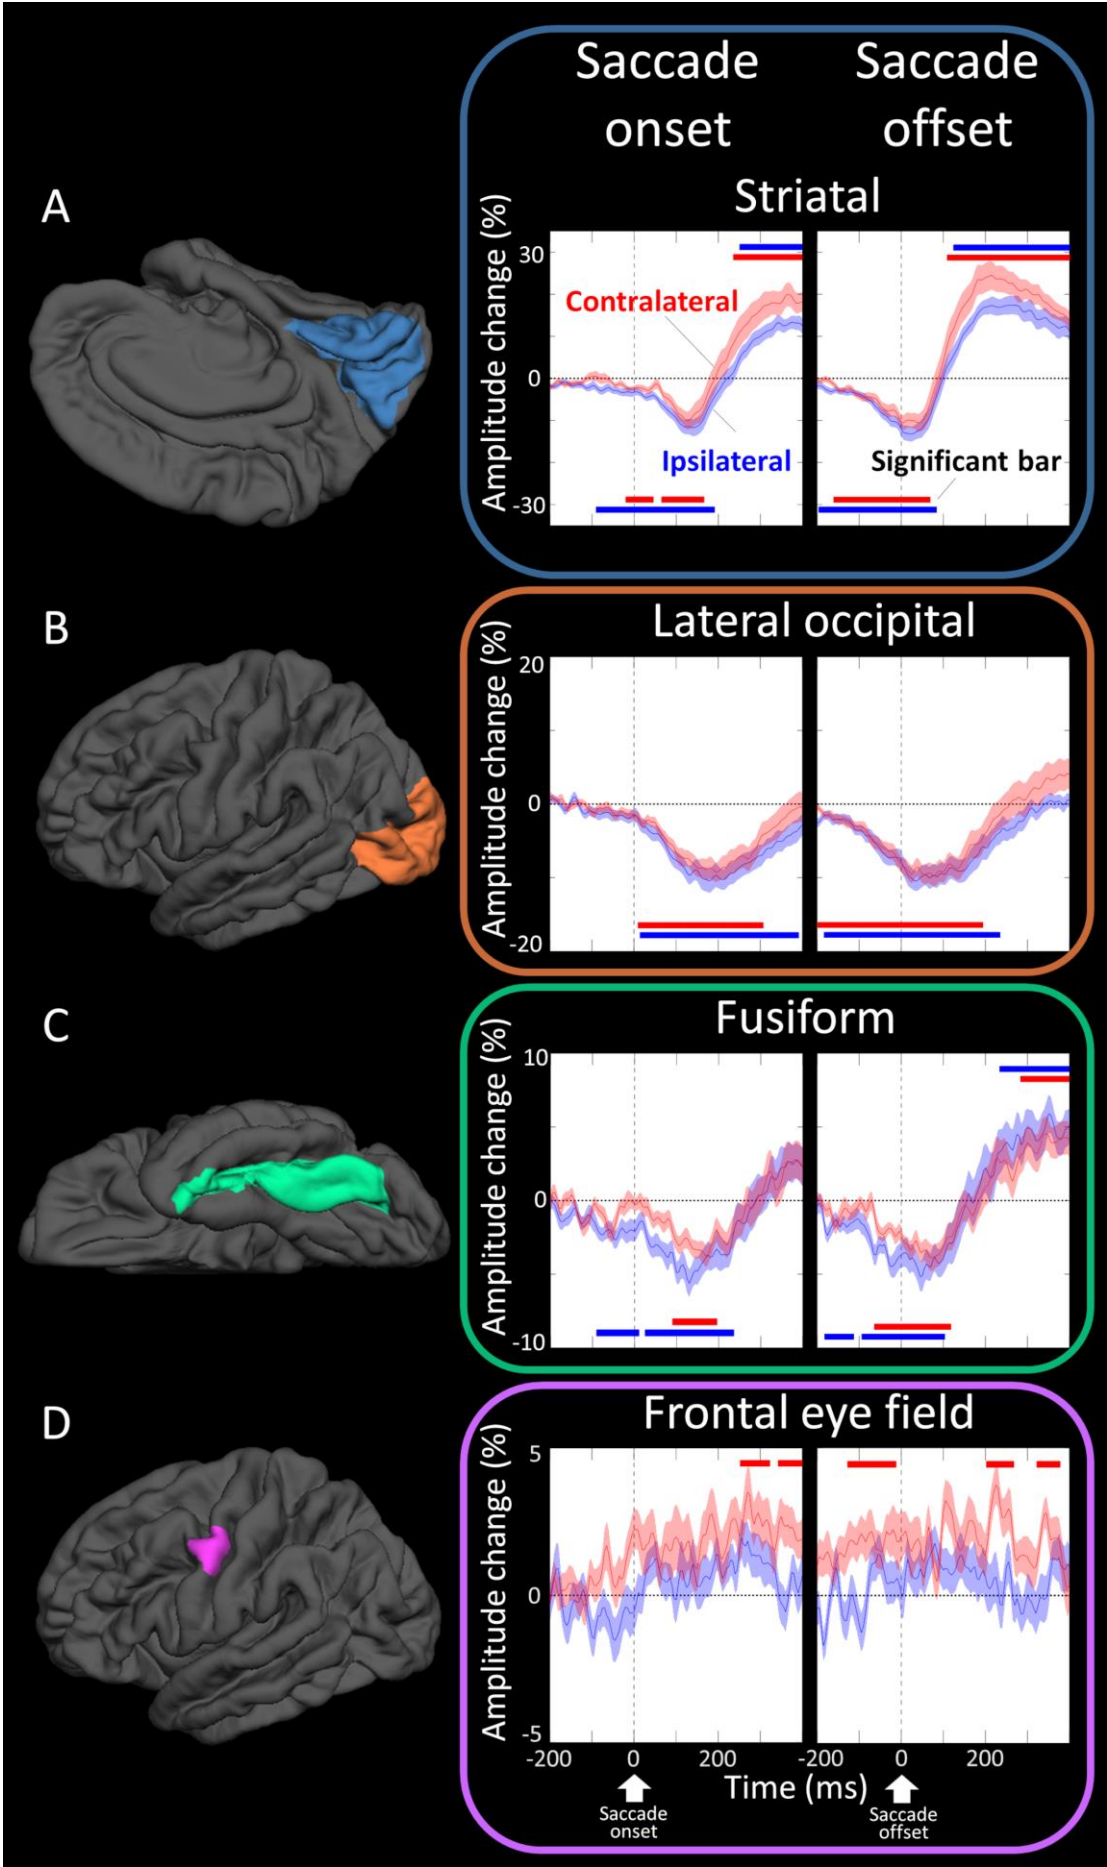 Saccade onset
Saccade offset
A
Striatal
Amplitude change (%)
30
0
-30
Contralateral
Ipsilateral
Significant bar
B
Lateral occipital
Amplitude change (%)
20
0
-20
C
Fusiform
Amplitude change (%)
10
0
-10
D
Frontal eye field
Amplitude change (%)
5
0
-5
-200 0 200 -200 0 200
Time (ms)
Saccade onset
Saccade offset